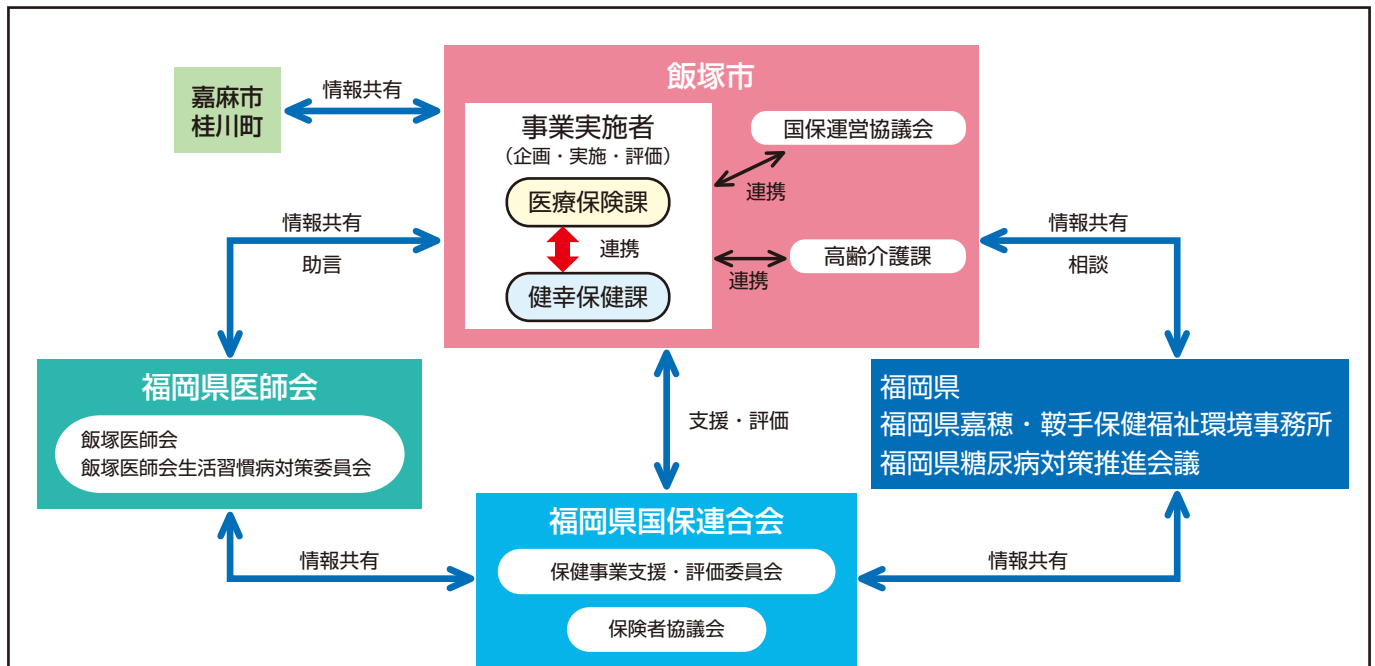 飯塚市
嘉麻市
桂川町
情報共有
事業実施者
(企画・実施・評価)
医療保険課
連携
健幸保健課
国保運営協議会
連携
高齢介護課
連携
情報共有
助言
情報共有
相談
福岡県医師会
飯塚医師会
飯塚医師会生活習慣病対策委員会
支援・評価
福岡県
福岡県嘉穂・鞍手保健福祉環境事務所
福岡県糖尿病対策推進会議
福岡県国保連合会
保健事業支援・評価委員会
保険者協議会
情報共有
情報共有